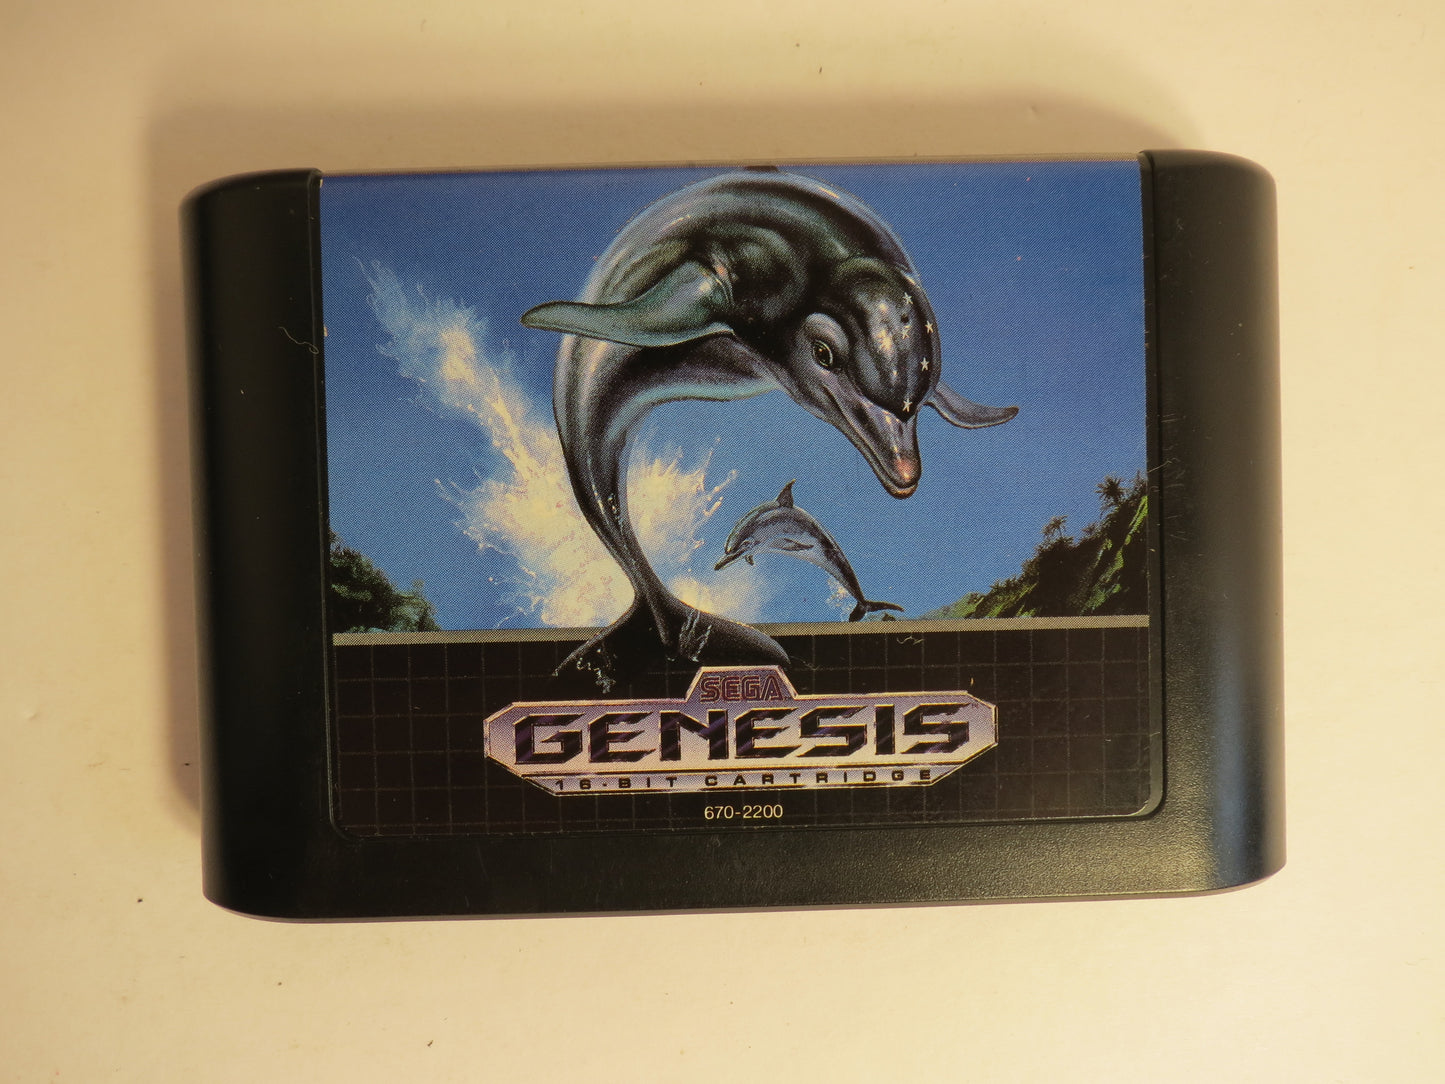 SEGA
GENESIS
16-BIT CARTRIDGE
670-2200